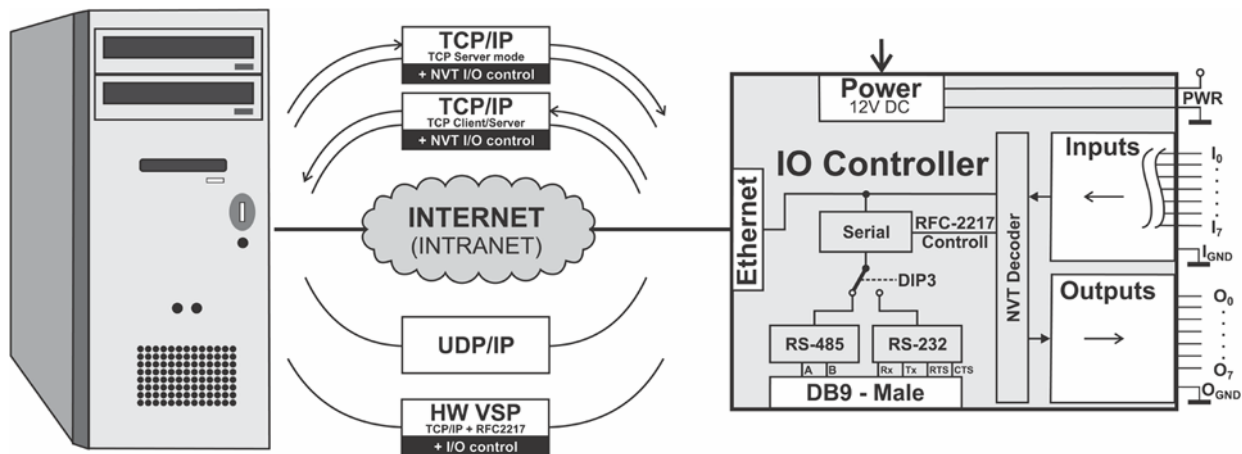 TCP/IP
TCP Server mode
+ NVT I/O control
TCP/IP
TCP Client/Server
+ NVT I/O control
INTERNET
(INTRANET)
UDP/IP
HW VSP
TCP/IP + RFC2217
+ I/O control
Power
12V DC
PWR
IO Controller
Ethernet
Serial
RFC-2217
Controll
DIP3
RS-485
RS-232
A B Rx Tx RTS CTS
DB9 - Male
NVT Decoder
Inputs
I0
I7
IGND
Outputs
O0
O7
OGND